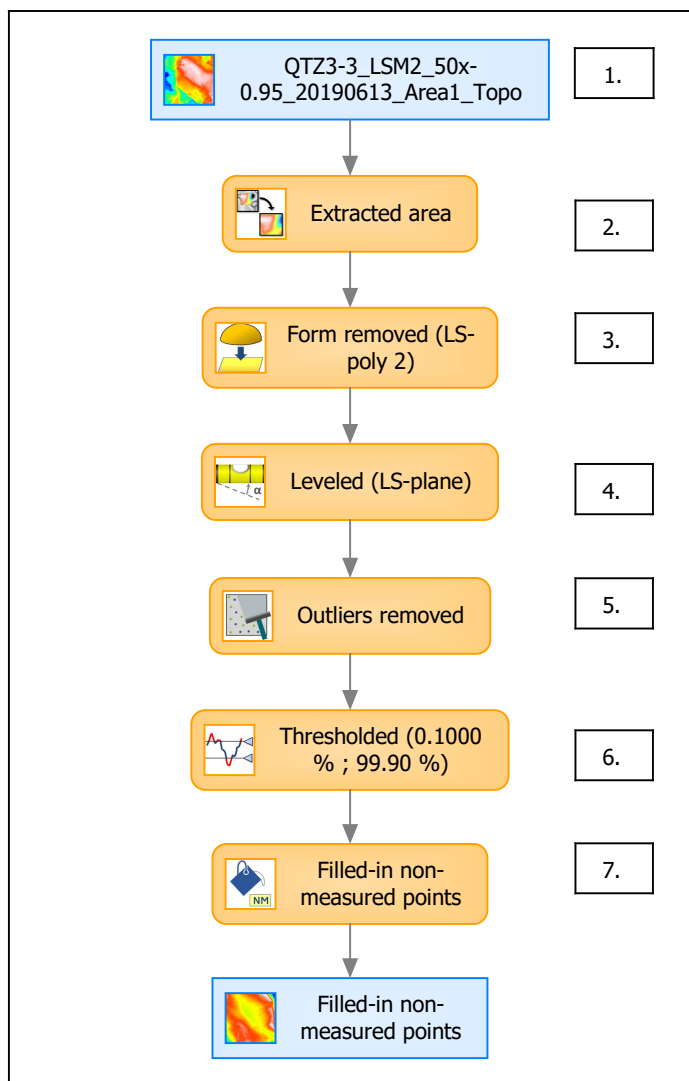 QTZ3-3_LSM2_50x-
0.95_20190613_Area1_Topo
1.
Extracted area
2.
Form removed (LS-
poly 2)
3.
α
Leveled (LS-plane)
4.
Outliers removed
5.
Thresholded (0.1000
% ; 99.90 %)
6.
NM
Filled-in non-
measured points
7.
Filled-in non-
measured points